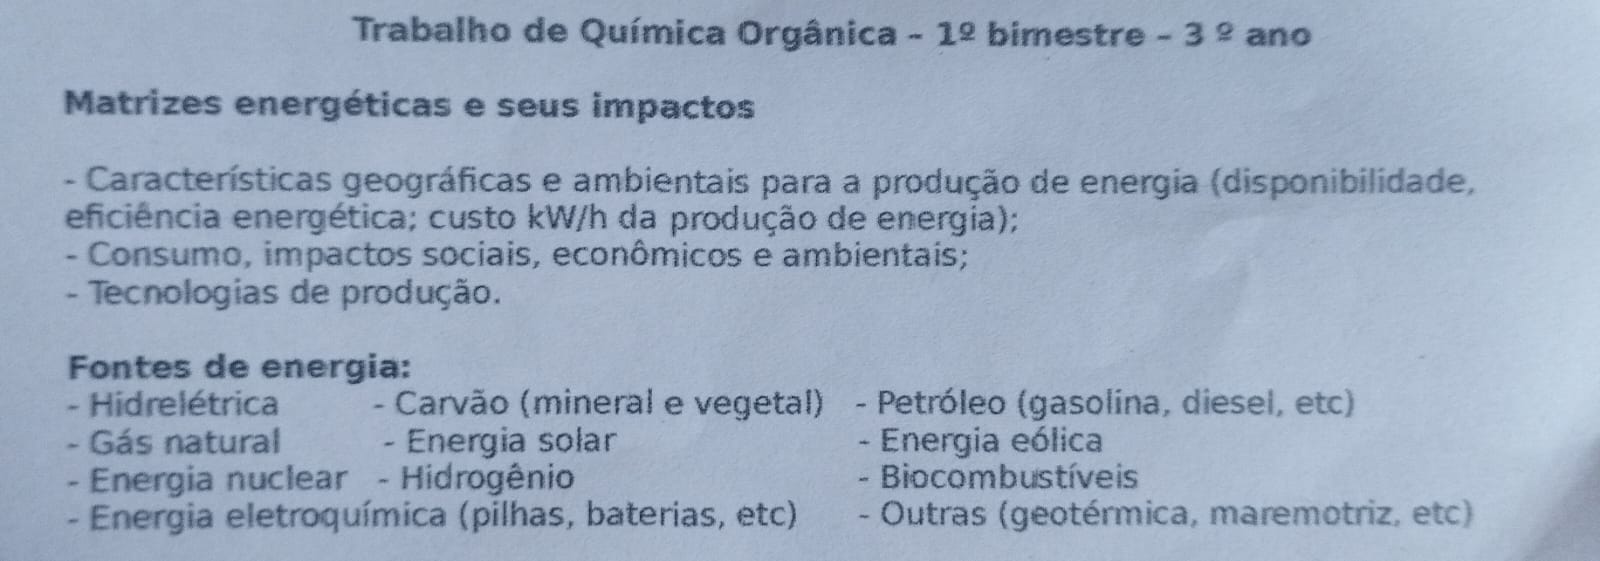 Trabalho de Química Orgânica - 1º bimestre - 3 º ano
Matrizes energéticas e seus impactos
- Características geográficas e ambientais para a produção de energia (disponibilidade,
eficiência energética; custo kW/h da produção de energia);
- Consumo, impactos sociais, econômicos e ambientais;
- Tecnologias de produção.
Fontes de energia:
- Hidrelétrica - Carvão (mineral e vegetal) - Petróleo (gasolina, diesel, etc)
- Gás natural - Energia solar - Energia eólica
- Energia nuclear - Hidrogênio - Biocombustíveis
- Energia eletroquímica (pilhas, baterias, etc) - Outras (geotérmica, maremotriz, etc)